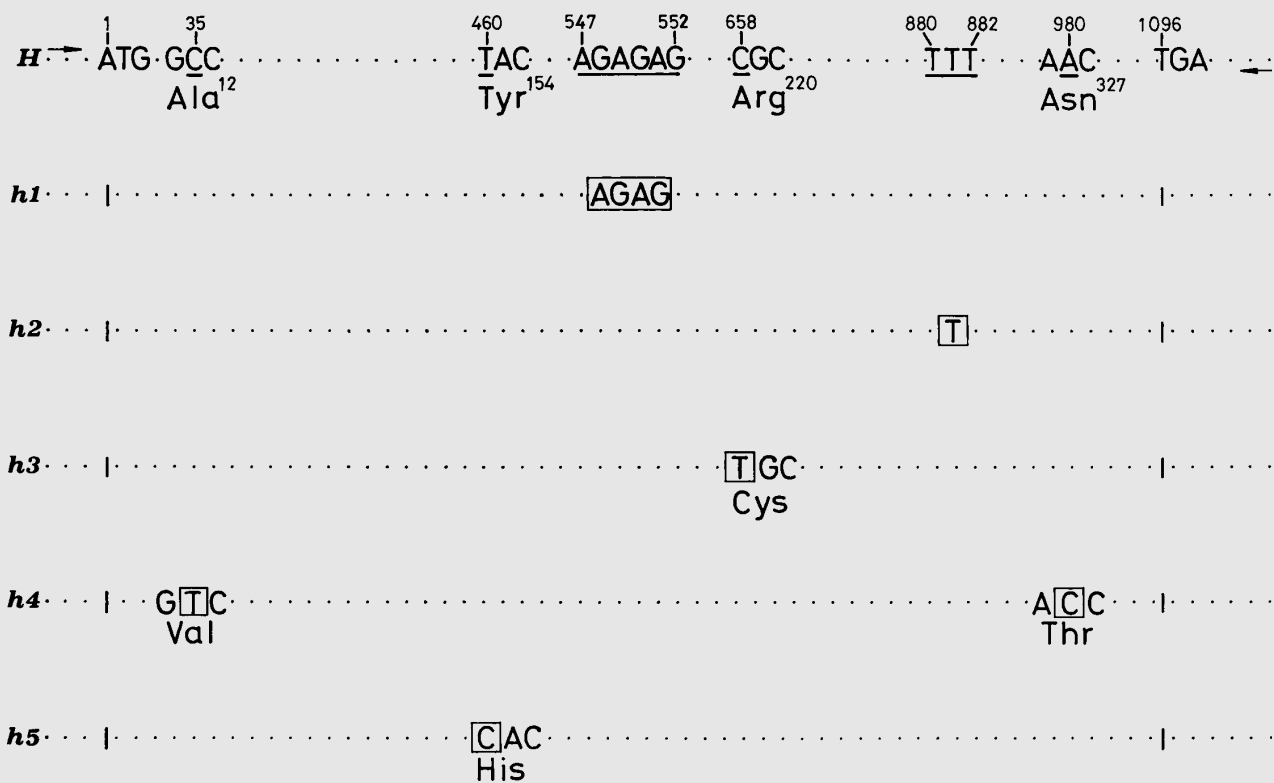 1 35 460 547 552 658 880 882 980 1096
H → ATG GCC TAC AGAGAG CGC TTT AAC TGA ←
Ala12 Tyr154 Arg220 Asn327
h1 AGAG
h2 T
h3 TGC
Cys
h4 GTC ACC
Val Thr
h5 CAC
His